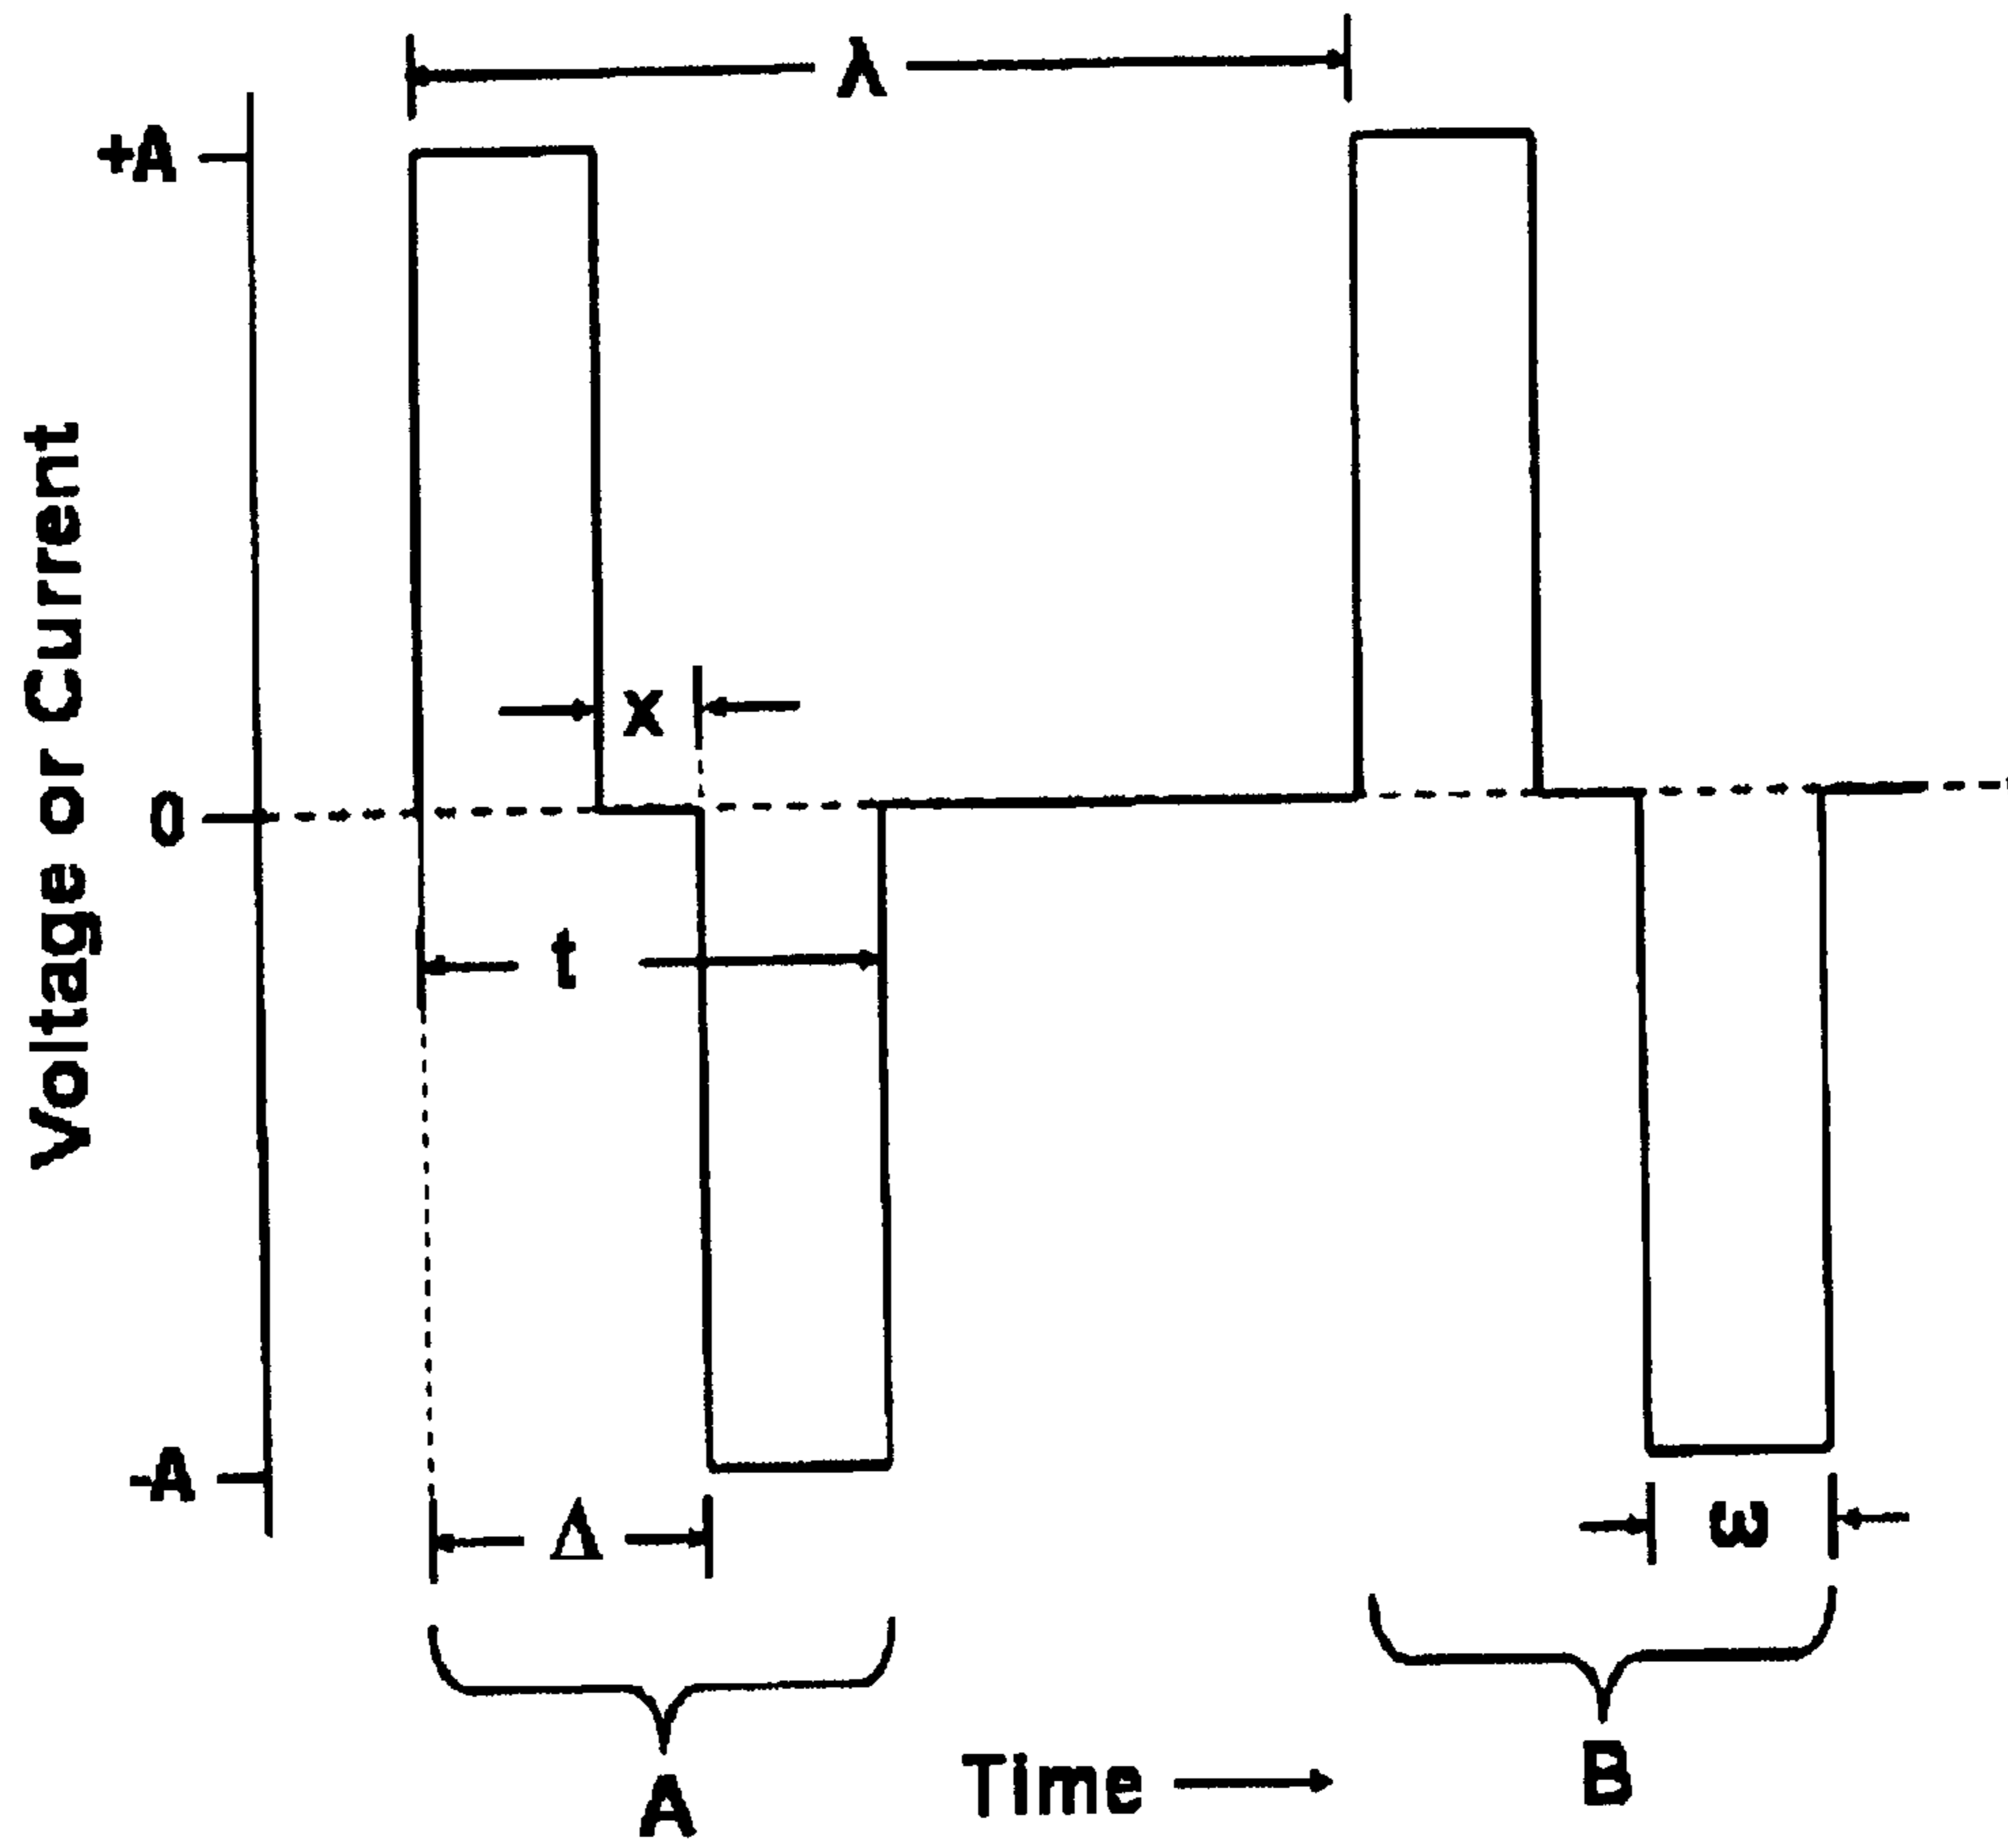 λ
+A
Voltage or Current
x
0
t
-A
Δ
ω
A
Time
B